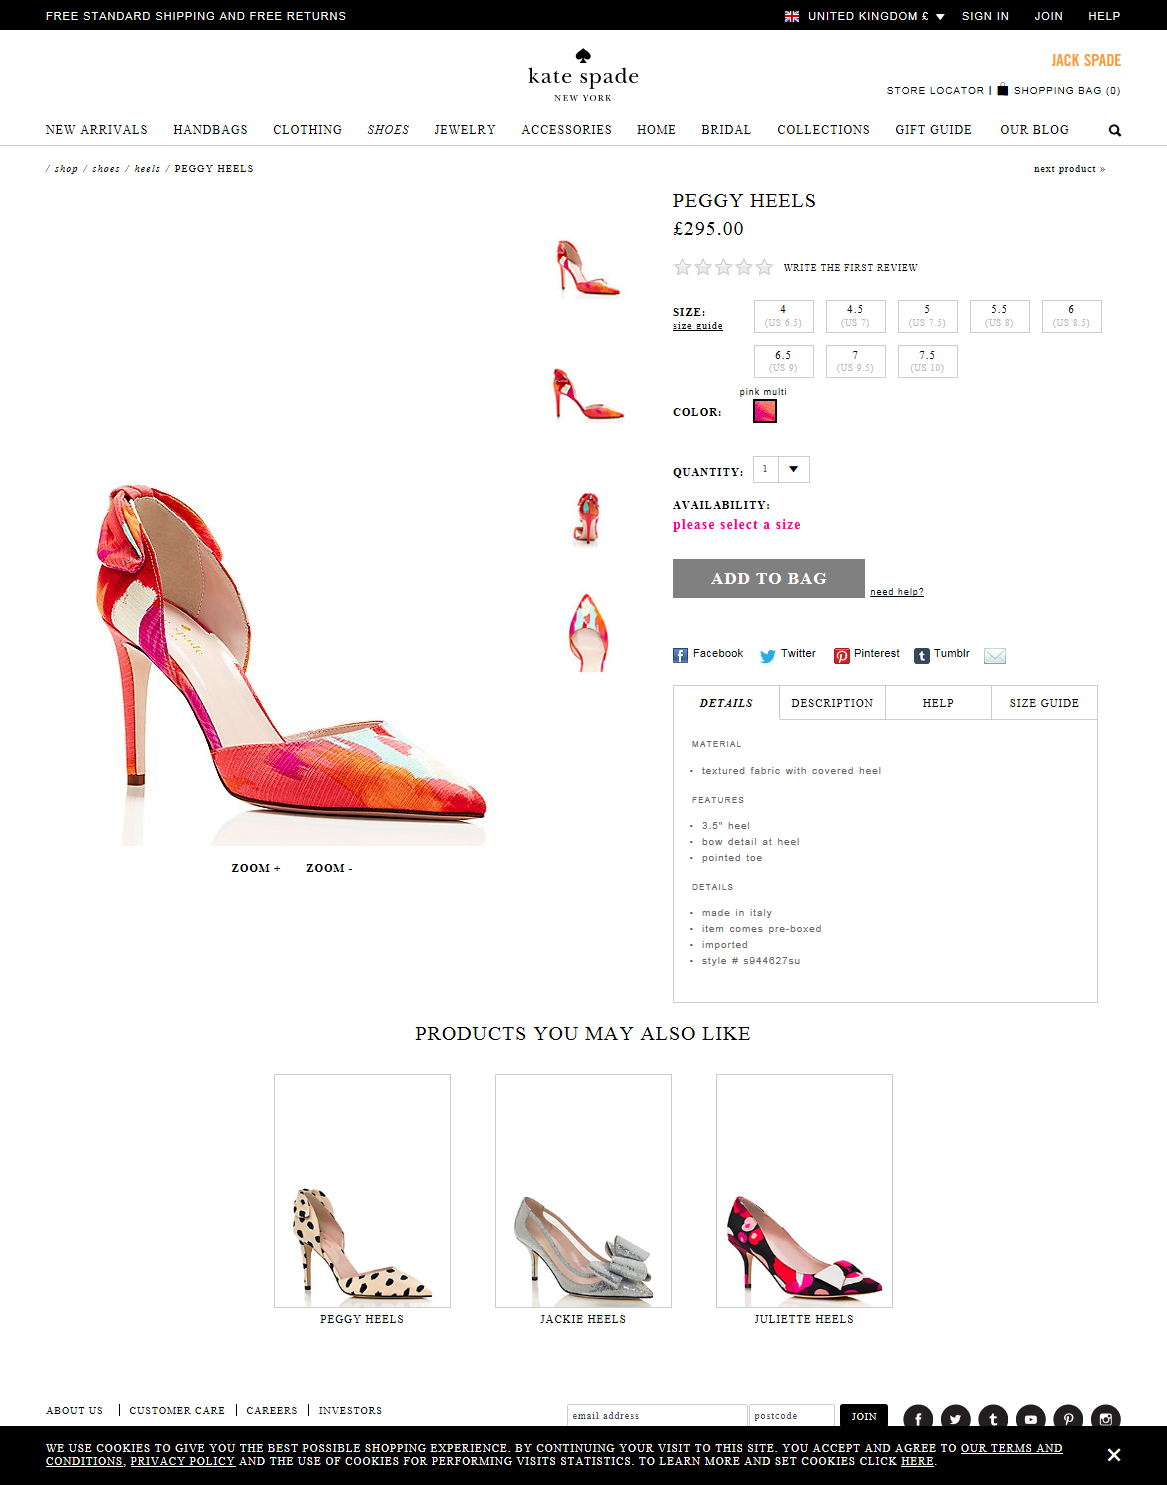 FREE STANDARD SHIPPING AND FREE RETURNS
UNITED KINGDOM £ SIGN IN JOIN HELP
JACK SPADE
kate spade
NEW YORK
STORE LOCATOR | SHOPPING BAG (0)
NEW ARRIVALS HANDBAGS CLOTHING SHOES JEWELRY ACCESSORIES HOME BRIDAL COLLECTIONS GIFT GUIDE OUR BLOG
/ shop / shoes / heels / PEGGY HEELS
next product »
PEGGY HEELS
£295.00
WRITE THE FIRST REVIEW
SIZE:
size guide
4 4.5 5 5.5 6
(US 6.5) (US 7) (US 7.5) (US 8) (US 8.5)
6.5 7 7.5
(US 9) (US 9.5) (US 10)
pink multi
COLOR:
QUANTITY: 1
AVAILABILITY:
please select a size
ADD TO BAG
need help?
Facebook Twitter Pinterest Tumblr
DETAILS DESCRIPTION HELP SIZE GUIDE
MATERIAL
• textured fabric with covered heel
FEATURES
• 3.5" heel
• bow detail at heel
• pointed toe
DETAILS
• made in italy
• item comes pre-boxed
• imported
• style # s944627su
ZOOM + ZOOM -
PRODUCTS YOU MAY ALSO LIKE
PEGGY HEELS JACKIE HEELS JULIETTE HEELS
ABOUT US | CUSTOMER CARE | CAREERS | INVESTORS
email address postcode JOIN
WE USE COOKIES TO GIVE YOU THE BEST POSSIBLE SHOPPING EXPERIENCE. BY CONTINUING YOUR VISIT TO THIS SITE. YOU ACCEPT AND AGREE TO OUR TERMS AND
CONDITIONS, PRIVACY POLICY AND THE USE OF COOKIES FOR PERFORMING VISITS STATISTICS. TO LEARN MORE AND SET COOKIES CLICK HERE.